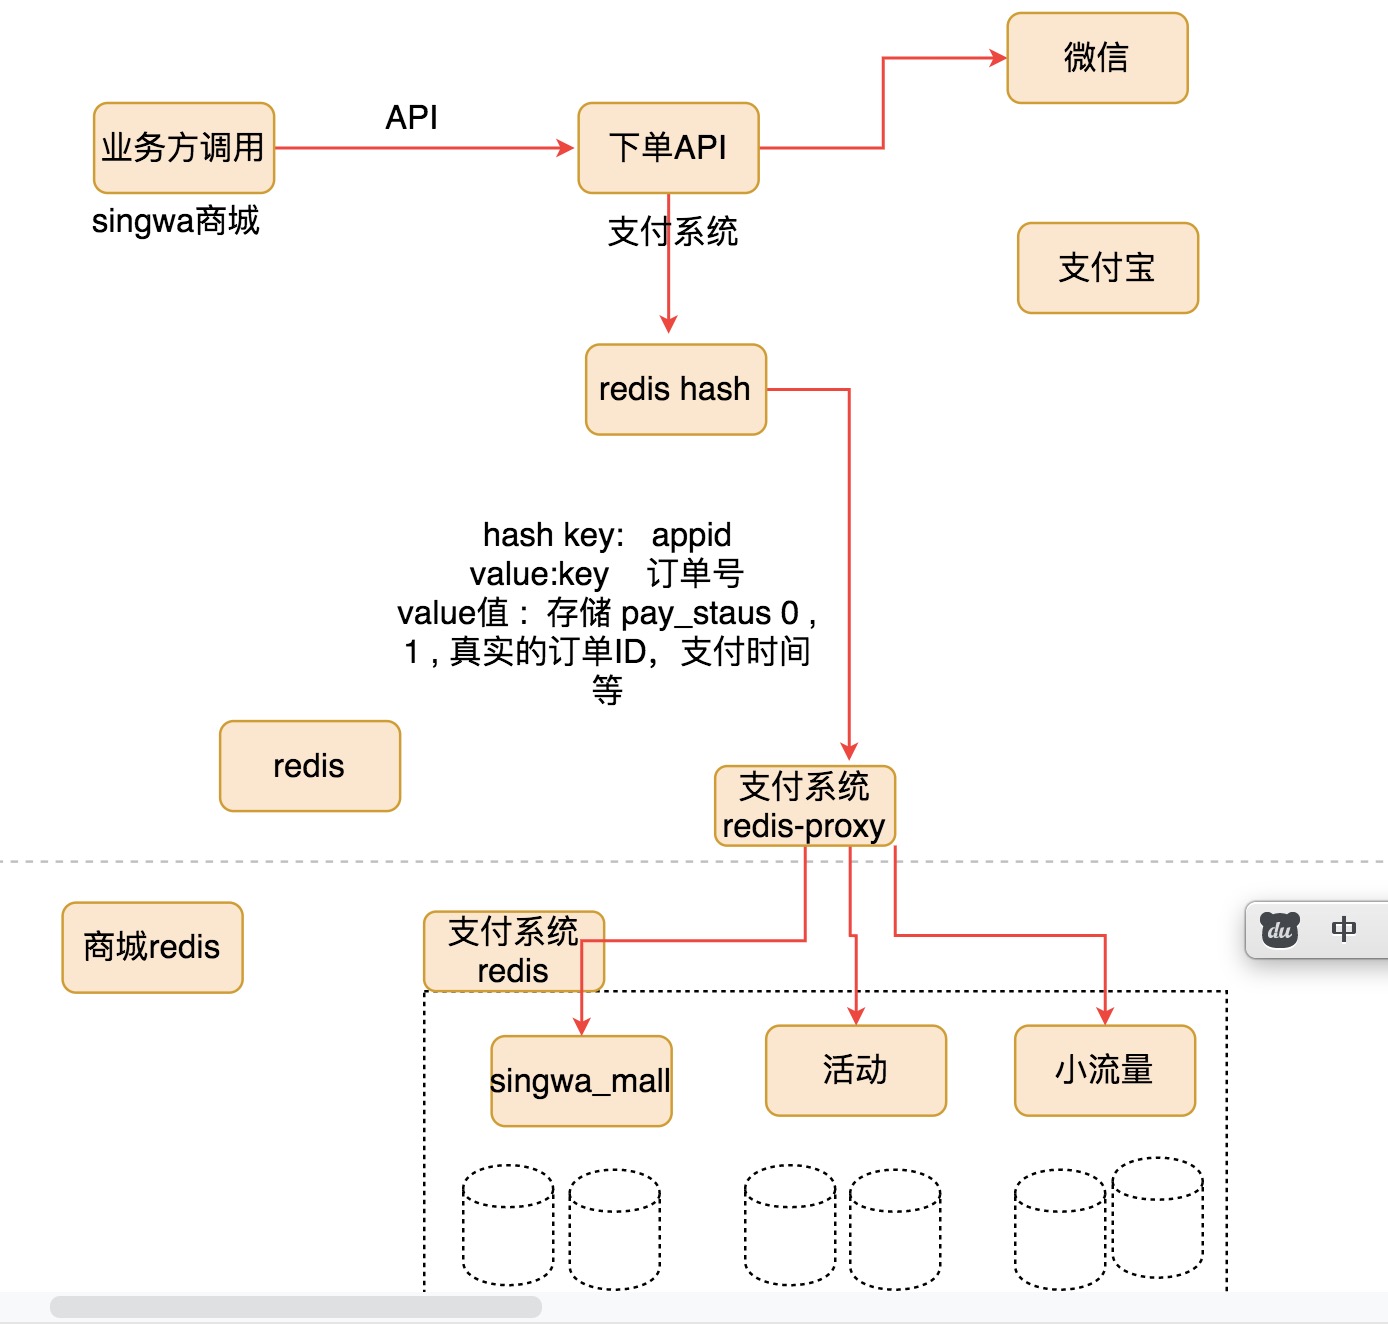 微信
API
业务方调用
下单API
singwa商城
支付系统
支付宝
redis hash
hash key: appid
value:key 订单号
value值 : 存储 pay_staus 0 ,
1 , 真实的订单ID，支付时间
等
redis
支付系统
redis-proxy
商城redis
支付系统
redis
du 中
singwa_mall
活动
小流量